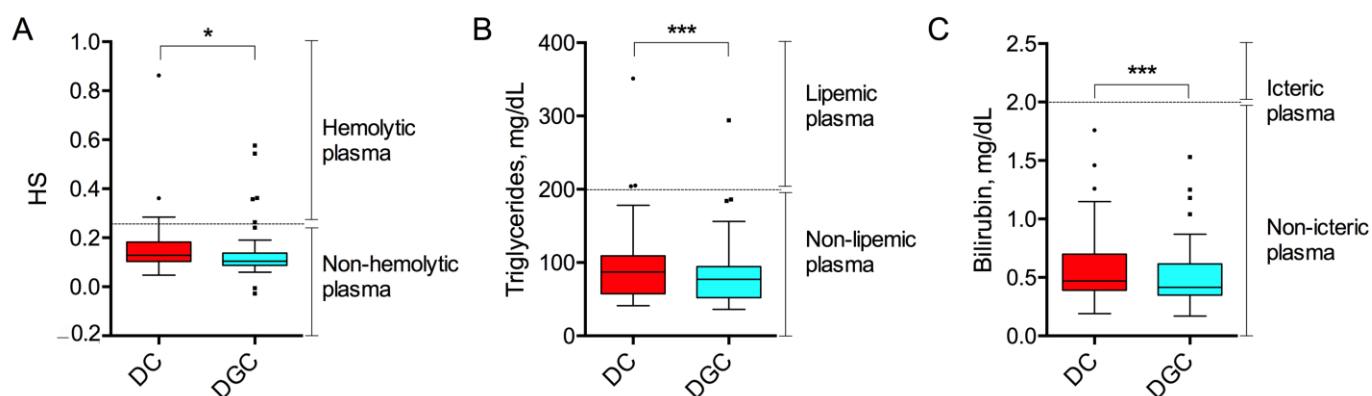 A
*
1.0
0.8
0.6
0.4
0.2
0.0
–0.2
HS
DC
DGC
Hemolytic
plasma
Non-hemolytic
plasma
B
***
400
300
200
100
0
Triglycerides, mg/dL
DC
DGC
Lipemic
plasma
Non-lipemic
plasma
C
***
2.5
2.0
1.5
1.0
0.5
0.0
Bilirubin, mg/dL
DC
DGC
Icteric
plasma
Non-icteric
plasma